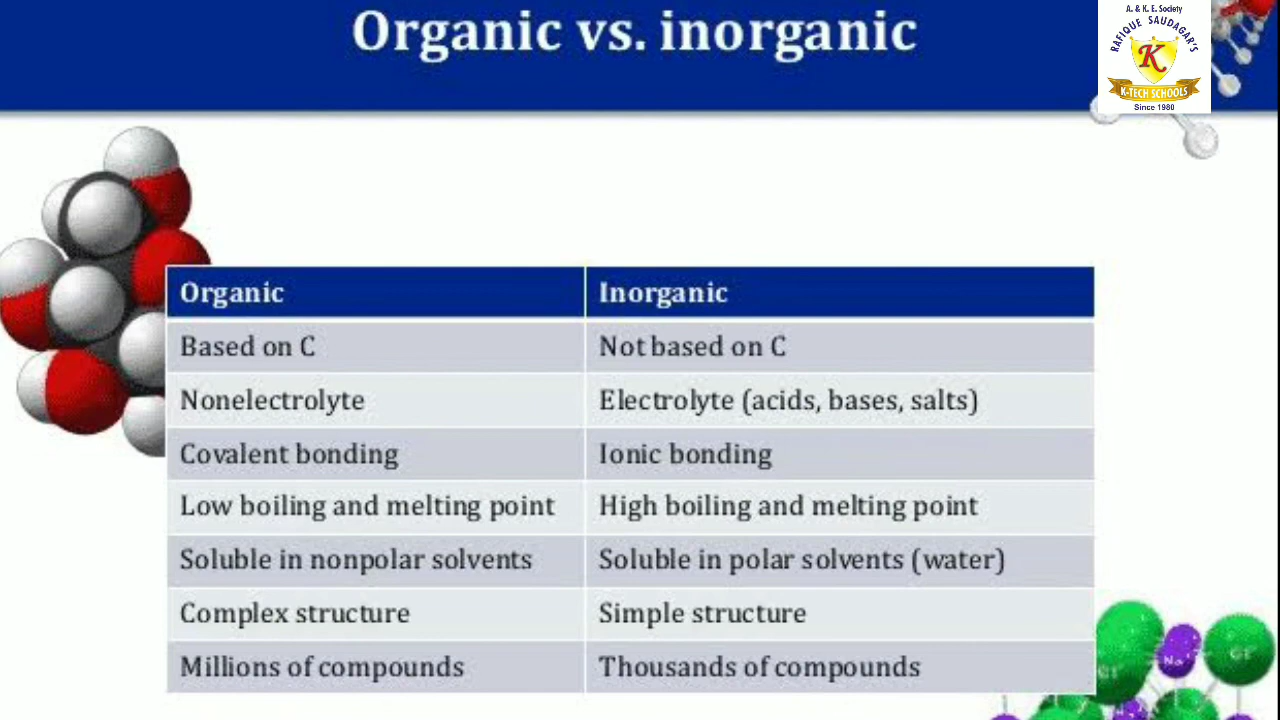 Organic vs. inorganic
A. & K. E. Society
RAFIQUE SAUDAGAR'S
K
K-TECH SCHOOLS
Since 1980
Organic Inorganic
Based on C Not based on C
Nonelectrolyte Electrolyte (acids, bases, salts)
Covalent bonding Ionic bonding
Low boiling and melting point High boiling and melting point
Soluble in nonpolar solvents Soluble in polar solvents (water)
Complex structure Simple structure
Millions of compounds Thousands of compounds